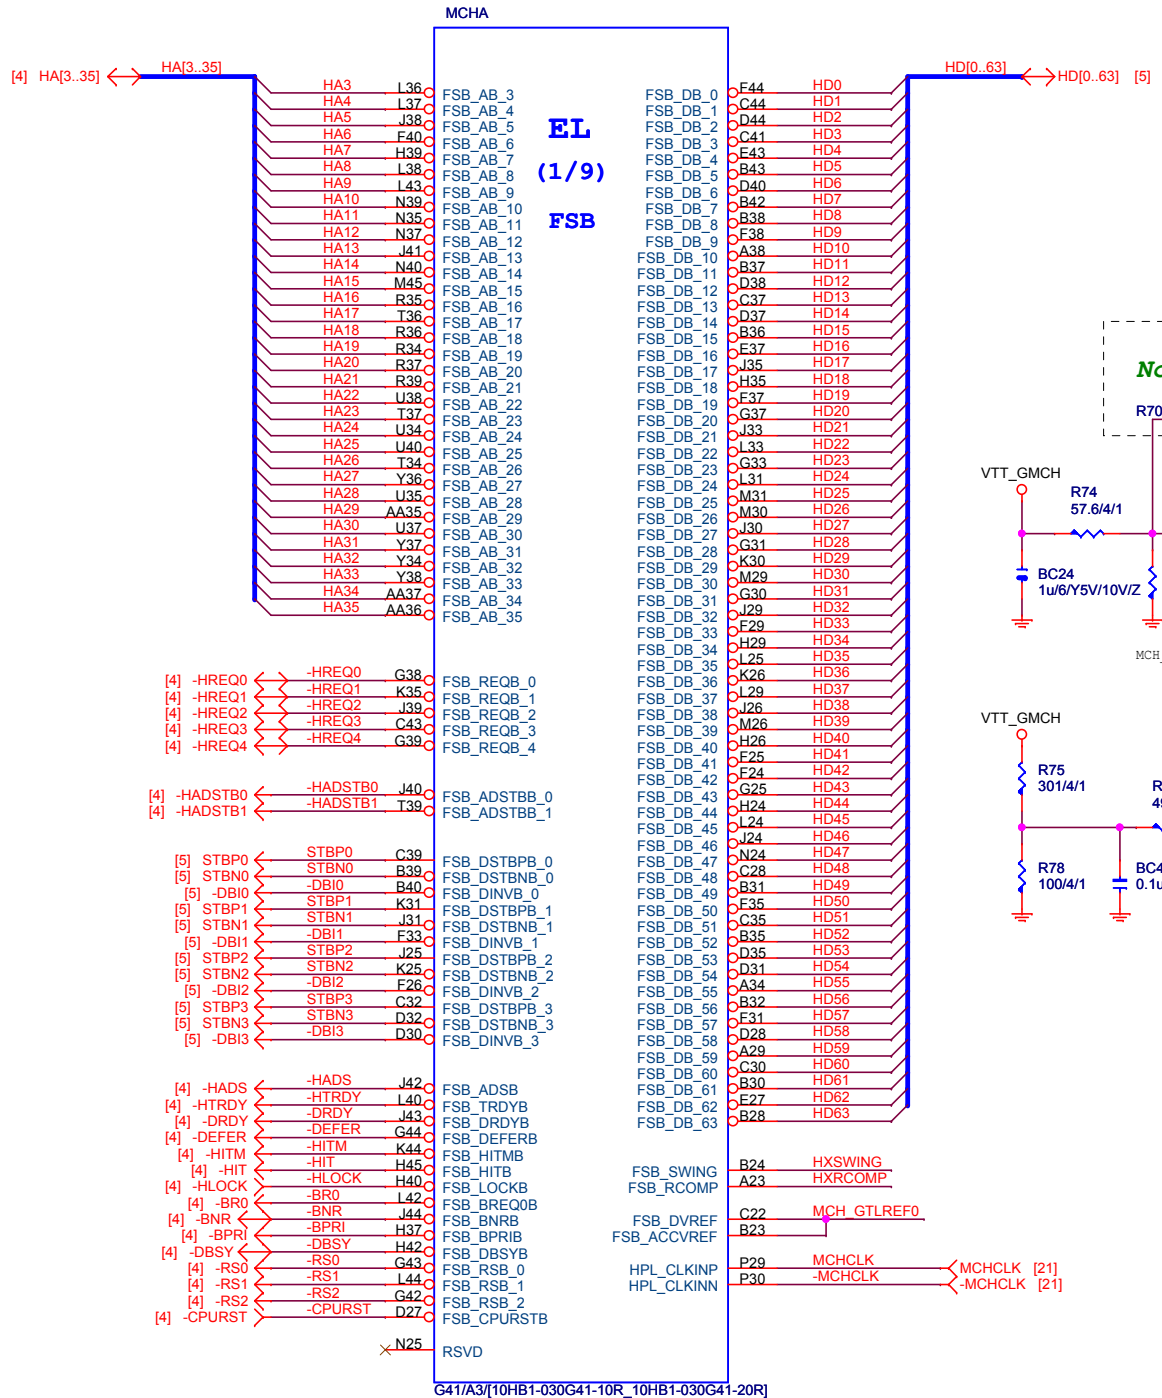 MCHA
[4] HA[3..35] HA[3..35]
HA3 L36 FSB_AB_3
HA4 L37 FSB_AB_4
HA5 J38 FSB_AB_5
HA6 F40 FSB_AB_6
HA7 H39 FSB_AB_7
HA8 L38 FSB_AB_8
HA9 L43 FSB_AB_9
HA10 N39 FSB_AB_10
HA11 N35 FSB_AB_11
HA12 N37 FSB_AB_12
HA13 J41 FSB_AB_13
HA14 N40 FSB_AB_14
HA15 M45 FSB_AB_15
HA16 R35 FSB_AB_16
HA17 T36 FSB_AB_17
HA18 R36 FSB_AB_18
HA19 R34 FSB_AB_19
HA20 R37 FSB_AB_20
HA21 R39 FSB_AB_21
HA22 U38 FSB_AB_22
HA23 T37 FSB_AB_23
HA24 U34 FSB_AB_24
HA25 U40 FSB_AB_25
HA26 T34 FSB_AB_26
HA27 Y36 FSB_AB_27
HA28 U35 FSB_AB_28
HA29 AA35 FSB_AB_29
HA30 U37 FSB_AB_30
HA31 Y37 FSB_AB_31
HA32 Y34 FSB_AB_32
HA33 Y38 FSB_AB_33
HA34 AA37 FSB_AB_34
HA35 AA36 FSB_AB_35
[4] -HREQ0 -HREQ0 G38 FSB_REQB_0
[4] -HREQ1 -HREQ1 K35 FSB_REQB_1
[4] -HREQ2 -HREQ2 J39 FSB_REQB_2
[4] -HREQ3 -HREQ3 C43 FSB_REQB_3
[4] -HREQ4 -HREQ4 G39 FSB_REQB_4
[4] -HADSTB0 -HADSTB0 J40 FSB_ADSTBB_0
[4] -HADSTB1 -HADSTB1 T39 FSB_ADSTBB_1
[5] STBP0 STBP0 C39 FSB_DSTBPB_0
[5] STBN0 STBN0 B39 FSB_DSTBNB_0
[5] -DBI0 -DBI0 B40 FSB_DINVB_0
[5] STBP1 STBP1 K31 FSB_DSTBPB_1
[5] STBN1 STBN1 J31 FSB_DSTBNB_1
[5] -DBI1 -DBI1 F33 FSB_DINVB_1
[5] STBP2 STBP2 J25 FSB_DSTBPB_2
[5] STBN2 STBN2 K25 FSB_DSTBNB_2
[5] -DBI2 -DBI2 F26 FSB_DINVB_2
[5] STBP3 STBP3 C32 FSB_DSTBPB_3
[5] STBN3 STBN3 D32 FSB_DSTBNB_3
[5] -DBI3 -DBI3 D30 FSB_DINVB_3
[4] -HADS -HADS J42 FSB_ADSB
[4] -HTRDY -HTRDY L40 FSB_TRDYB
[4] -DRDY -DRDY J43 FSB_DRDYB
[4] -DEFER -DEFER G44 FSB_DEFERB
[4] -HITM -HITM K44 FSB_HITMB
[4] -HIT -HIT H45 FSB_HITB
[4] -HLOCK -HLOCK H40 FSB_LOCKB
[4] -BR0 -BR0 L42 FSB_BREQ0B
[4] -BNR -BNR J44 FSB_BNRB
[4] -BPRI -BPRI H37 FSB_BPRIB
[4] -DBSY -DBSY H42 FSB_DBSYB
[4] -RS0 -RS0 G43 FSB_RSB_0
[4] -RS1 -RS1 L44 FSB_RSB_1
[4] -RS2 -RS2 G42 FSB_RSB_2
[4] -CPURST -CPURST D27 FSB_CPURSTB
N25 RSVD
EL
(1/9)
FSB
HD[0..63] HD[0..63] [5]
FSB_DB_0 F44 HD0
FSB_DB_1 C44 HD1
FSB_DB_2 D44 HD2
FSB_DB_3 C41 HD3
FSB_DB_4 E43 HD4
FSB_DB_5 B43 HD5
FSB_DB_6 D40 HD6
FSB_DB_7 B42 HD7
FSB_DB_8 B38 HD8
FSB_DB_9 F38 HD9
FSB_DB_10 A38 HD10
FSB_DB_11 B37 HD11
FSB_DB_12 D38 HD12
FSB_DB_13 C37 HD13
FSB_DB_14 D37 HD14
FSB_DB_15 B36 HD15
FSB_DB_16 E37 HD16
FSB_DB_17 J35 HD17
FSB_DB_18 H35 HD18
FSB_DB_19 F37 HD19
FSB_DB_20 G37 HD20
FSB_DB_21 J33 HD21
FSB_DB_22 L33 HD22
FSB_DB_23 G33 HD23
FSB_DB_24 L31 HD24
FSB_DB_25 M31 HD25
FSB_DB_26 M30 HD26
FSB_DB_27 J30 HD27
FSB_DB_28 G31 HD28
FSB_DB_29 K30 HD29
FSB_DB_30 M29 HD30
FSB_DB_31 G30 HD31
FSB_DB_32 J29 HD32
FSB_DB_33 F29 HD33
FSB_DB_34 H29 HD34
FSB_DB_35 L25 HD35
FSB_DB_36 K26 HD36
FSB_DB_37 L29 HD37
FSB_DB_38 J26 HD38
FSB_DB_39 M26 HD39
FSB_DB_40 H26 HD40
FSB_DB_41 F25 HD41
FSB_DB_42 F24 HD42
FSB_DB_43 G25 HD43
FSB_DB_44 H24 HD44
FSB_DB_45 L24 HD45
FSB_DB_46 J24 HD46
FSB_DB_47 N24 HD47
FSB_DB_48 C28 HD48
FSB_DB_49 B31 HD49
FSB_DB_50 F35 HD50
FSB_DB_51 C35 HD51
FSB_DB_52 B35 HD52
FSB_DB_53 D35 HD53
FSB_DB_54 D31 HD54
FSB_DB_55 A34 HD55
FSB_DB_56 B32 HD56
FSB_DB_57 F31 HD57
FSB_DB_58 D28 HD58
FSB_DB_59 A29 HD59
FSB_DB_60 C30 HD60
FSB_DB_61 B30 HD61
FSB_DB_62 E27 HD62
FSB_DB_63 B28 HD63
FSB_SWING B24 HXSWING
FSB_RCOMP A23 HXRCOMP
FSB_DVREF C22 MCH_GTLREF0
FSB_ACCVREF B23
HPL_CLKINP P29 MCHCLK MCHCLK [21]
HPL_CLKINN P30 -MCHCLK -MCHCLK [21]
G41/A3/[10HB1-030G41-10R_10HB1-030G41-20R]
R70
VTT_GMCH
R74
57.6/4/1
BC24
1u/6/Y5V/10V/Z
MCH_
VTT_GMCH
R75
301/4/1
R78
100/4/1
BC4
0.1u